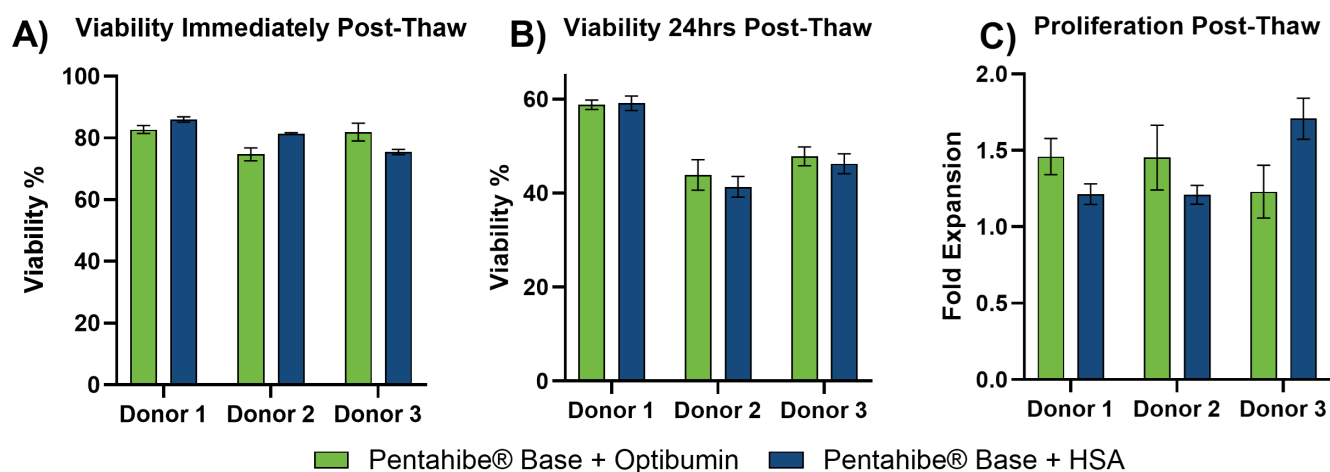 A) Viability Immediately Post-Thaw
Viability %
100
80
60
40
20
0
Donor 1 Donor 2 Donor 3
B) Viability 24hrs Post-Thaw
Viability %
60
40
20
0
Donor 1 Donor 2 Donor 3
C) Proliferation Post-Thaw
Fold Expansion
2.0
1.5
1.0
0.5
0.0
Donor 1 Donor 2 Donor 3
Pentahibe® Base + Optibumin Pentahibe® Base + HSA